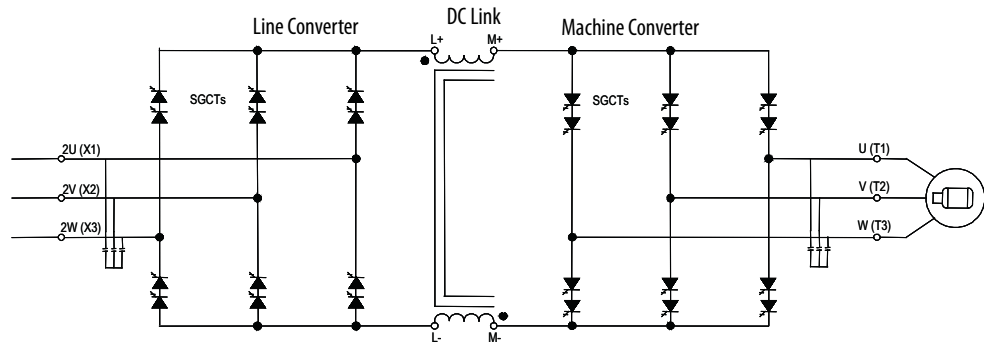 DC Link
Line Converter
Machine Converter
L+
M+
SGCTs
SGCTs
2U (X1)
U (T1)
2V (X2)
V (T2)
2W (X3)
W (T3)
L-
M-